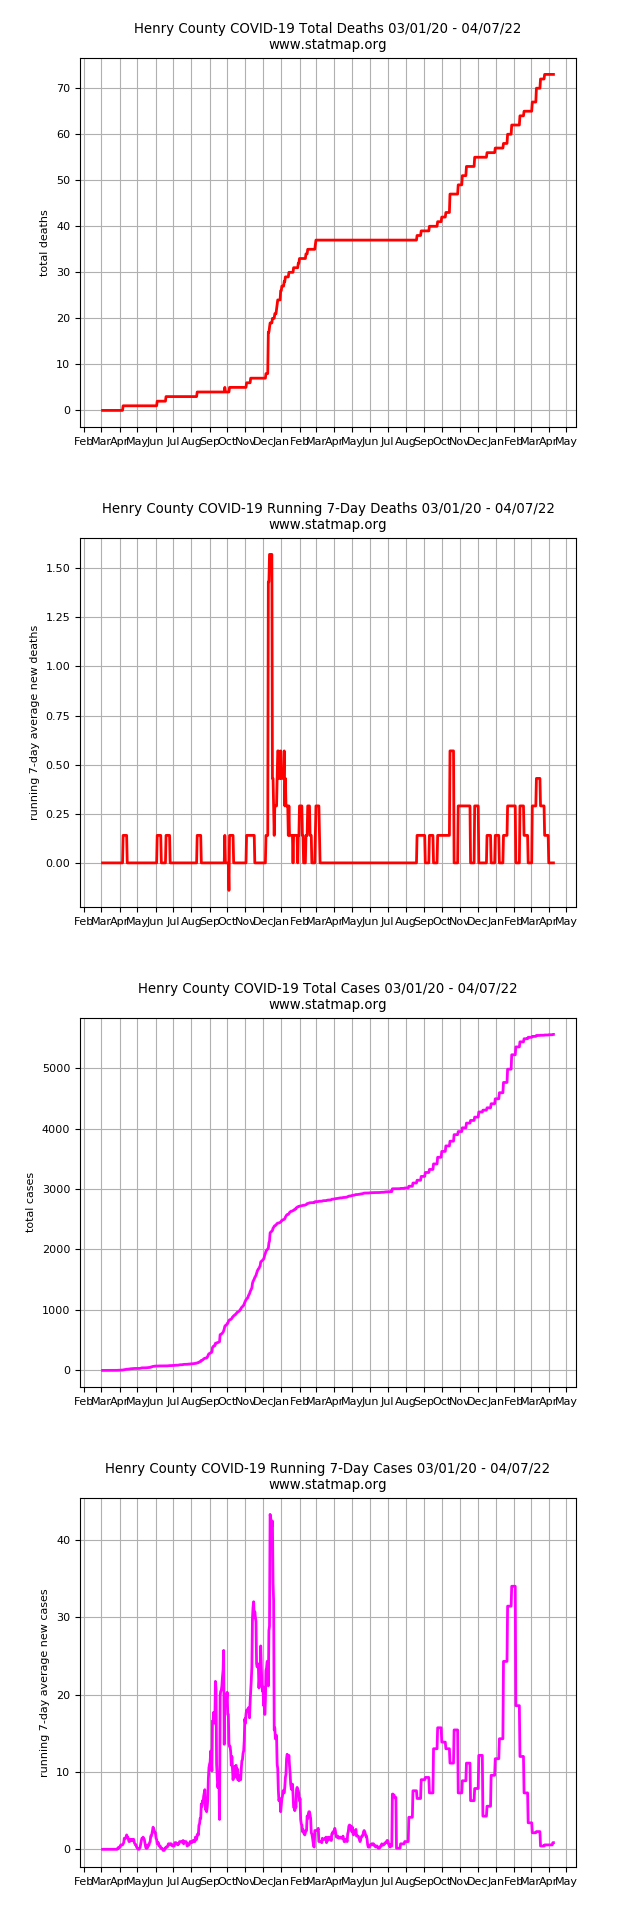 Henry County COVID-19 Total Deaths 03/01/20 - 04/07/22
www.statmap.org
total deaths
70
60
50
40
30
20
10
0
Feb Mar Apr May Jun Jul Aug Sep Oct Nov Dec Jan Feb Mar Apr May Jun Jul Aug Sep Oct Nov Dec Jan Feb Mar Apr May
Henry County COVID-19 Running 7-Day Deaths 03/01/20 - 04/07/22
www.statmap.org
running 7-day average new deaths
1.50
1.25
1.00
0.75
0.50
0.25
0.00
Feb Mar Apr May Jun Jul Aug Sep Oct Nov Dec Jan Feb Mar Apr May Jun Jul Aug Sep Oct Nov Dec Jan Feb Mar Apr May
Henry County COVID-19 Total Cases 03/01/20 - 04/07/22
www.statmap.org
total cases
5000
4000
3000
2000
1000
0
Feb Mar Apr May Jun Jul Aug Sep Oct Nov Dec Jan Feb Mar Apr May Jun Jul Aug Sep Oct Nov Dec Jan Feb Mar Apr May
Henry County COVID-19 Running 7-Day Cases 03/01/20 - 04/07/22
www.statmap.org
running 7-day average new cases
40
30
20
10
0
Feb Mar Apr May Jun Jul Aug Sep Oct Nov Dec Jan Feb Mar Apr May Jun Jul Aug Sep Oct Nov Dec Jan Feb Mar Apr May